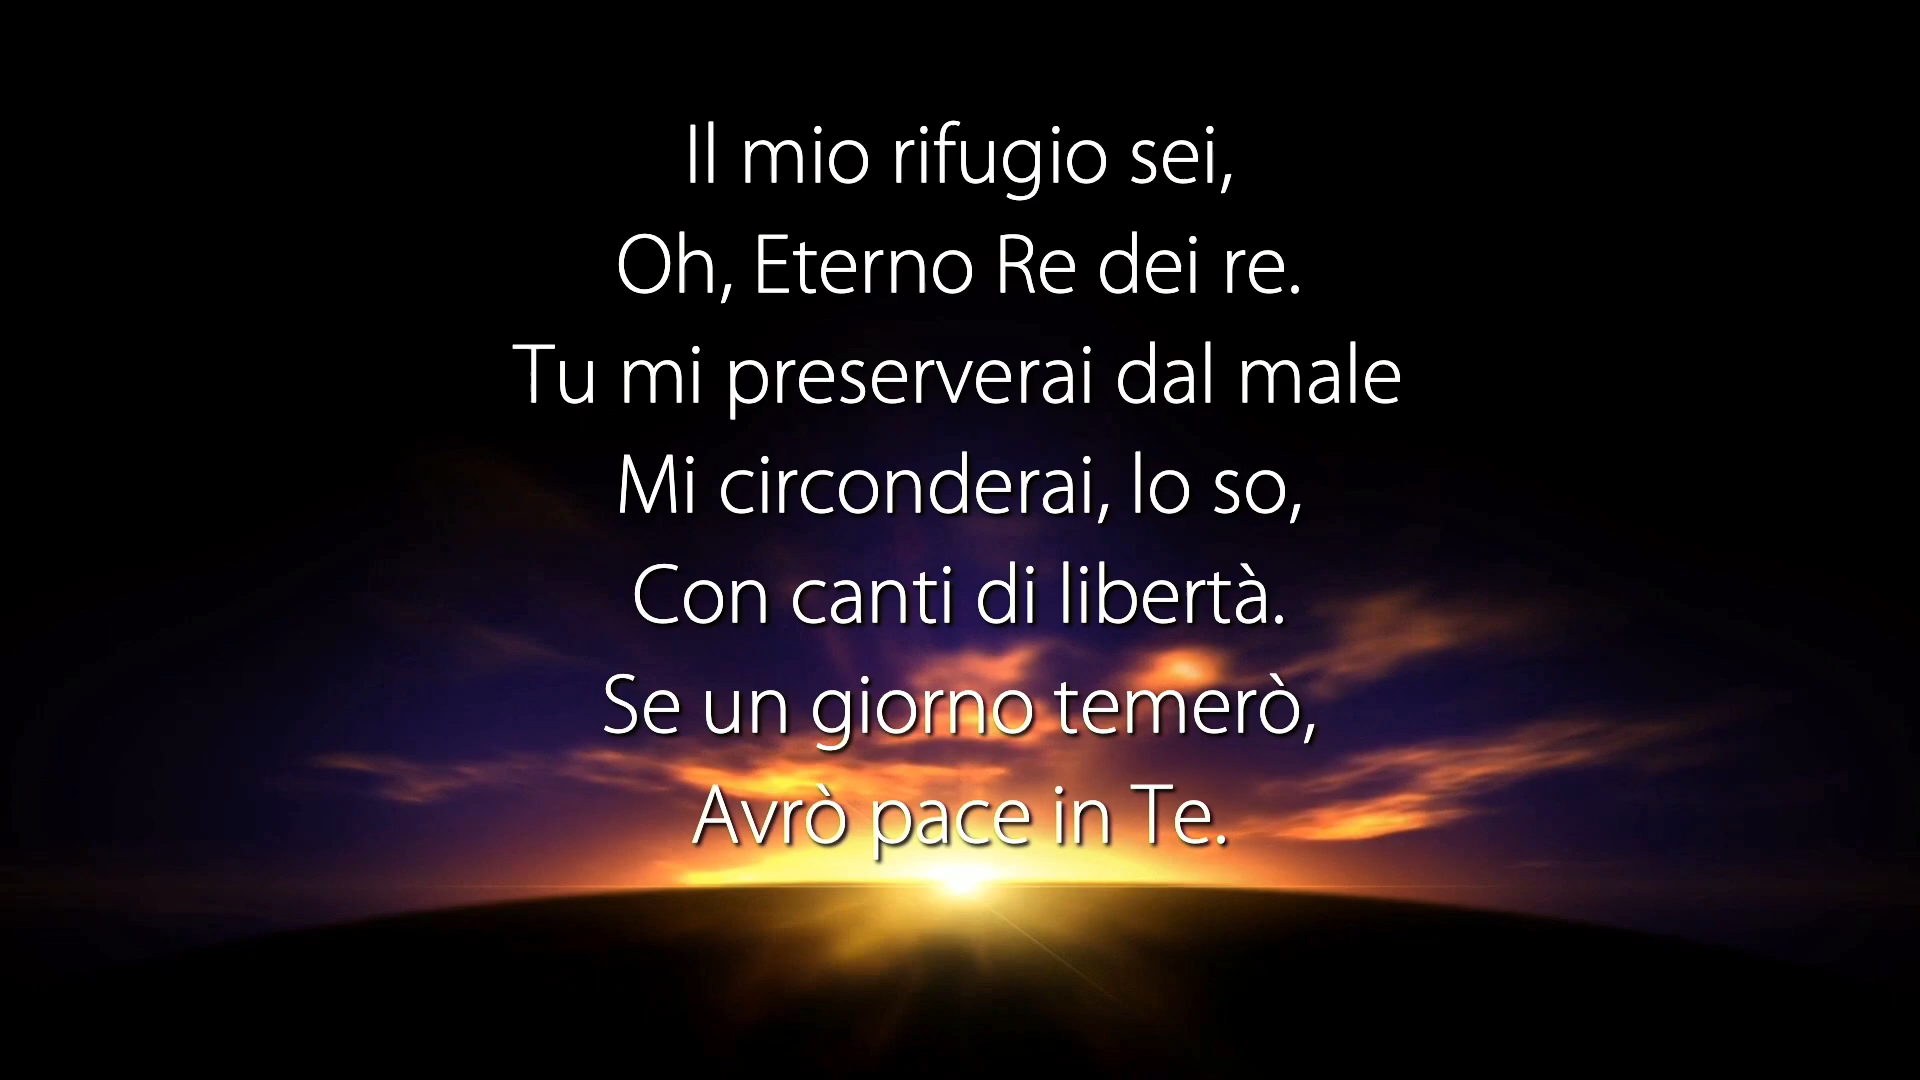 Il mio rifugio sei,
Oh, Eterno Re dei re.
Tu mi preserverai dal male
Mi circonderai, lo so,
Con canti di libertà.
Se un giorno temerò,
Avrò pace in Te.